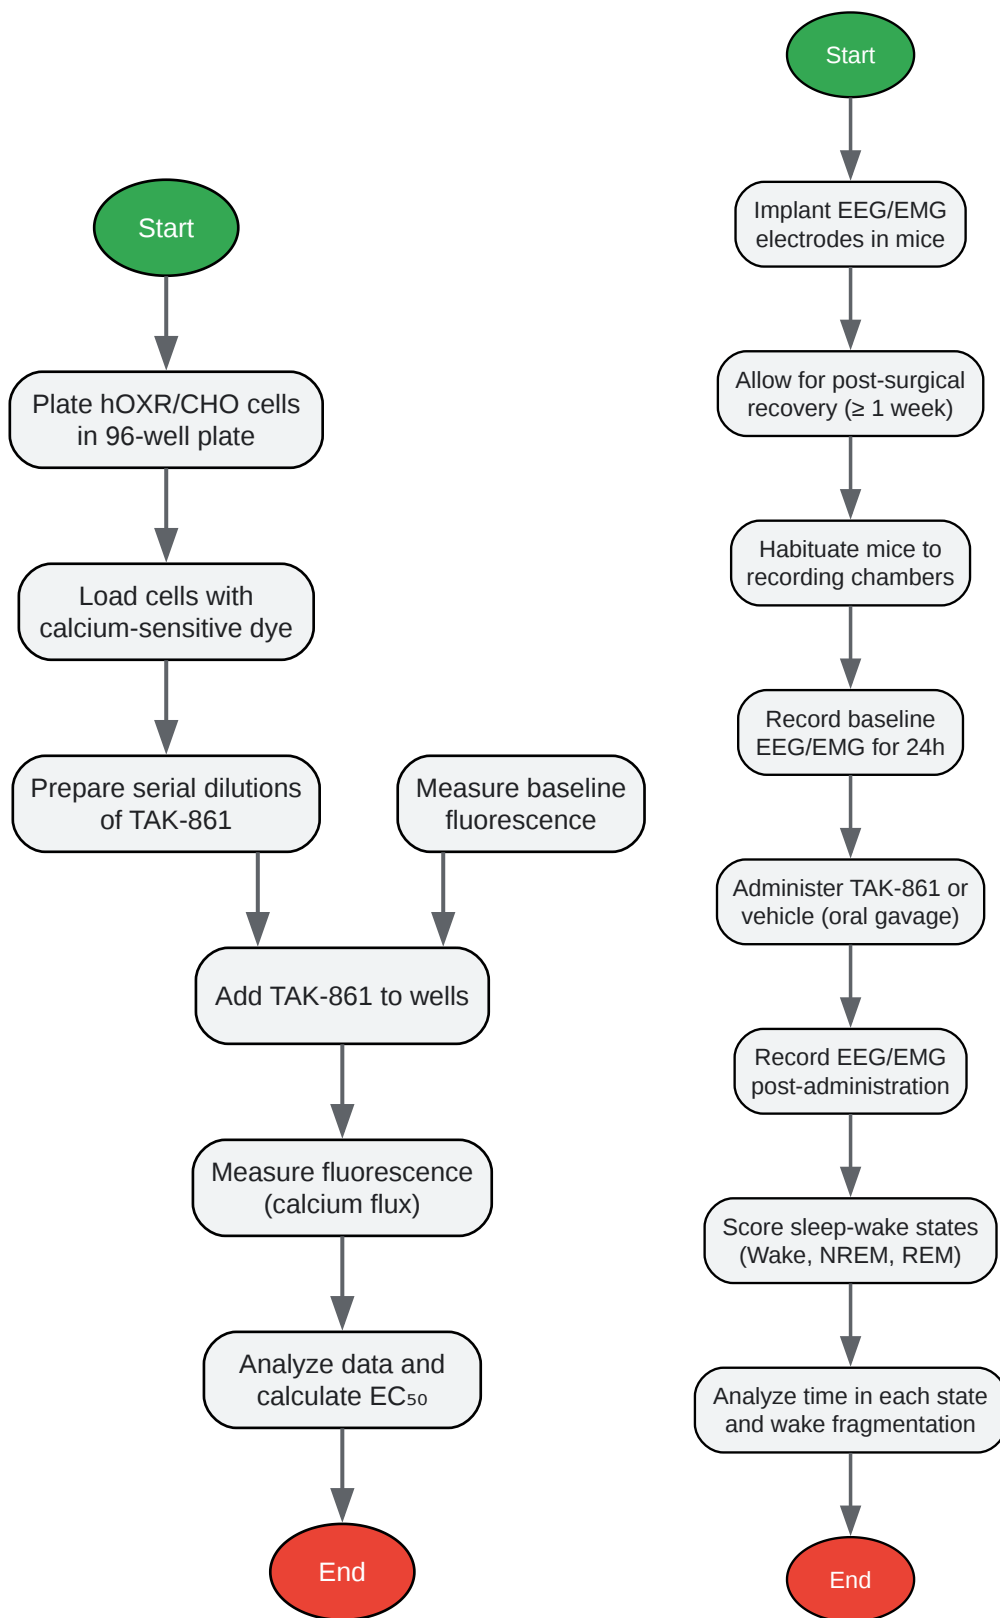 Start
Plate hOXR/CHO cells
in 96-well plate
Load cells with
calcium-sensitive dye
Prepare serial dilutions
of TAK-861
Measure baseline
fluorescence
Add TAK-861 to wells
Measure fluorescence
(calcium flux)
Analyze data and
calculate EC₅₀
End
Start
Implant EEG/EMG
electrodes in mice
Allow for post-surgical
recovery (≥ 1 week)
Habituate mice to
recording chambers
Record baseline
EEG/EMG for 24h
Administer TAK-861 or
vehicle (oral gavage)
Record EEG/EMG
post-administration
Score sleep-wake states
(Wake, NREM, REM)
Analyze time in each state
and wake fragmentation
End